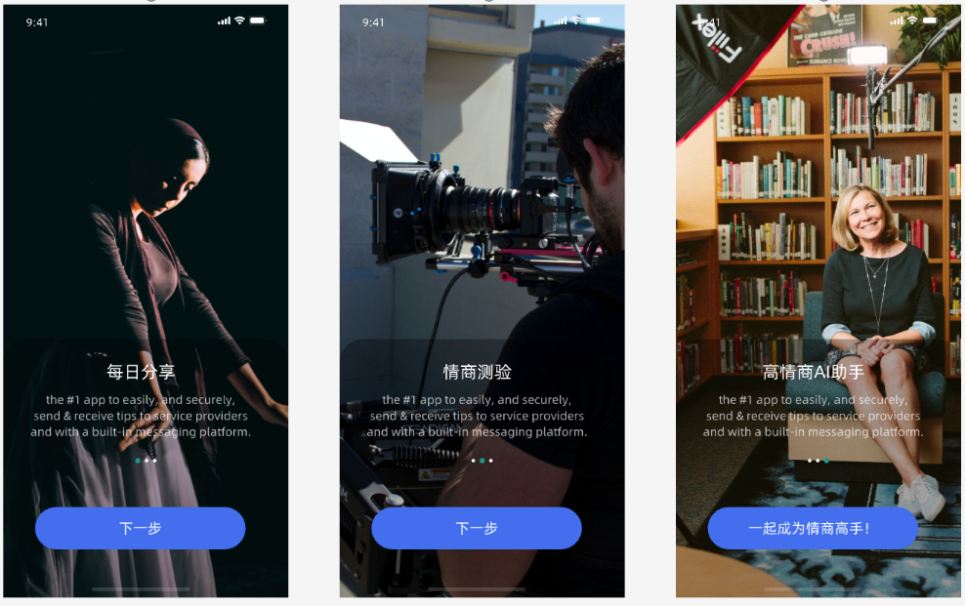 9:41
每日分享
the #1 app to easily, and securely,
send & receive tips to service providers
and with a built-in messaging platform.
下一步
9:41
情商测验
the #1 app to easily, and securely,
send & receive tips to service providers
and with a built-in messaging platform.
下一步
9:41
Fiilex
CRUSH!
高情商AI助手
the #1 app to easily, and securely,
send & receive tips to service providers
and with a built-in messaging platform.
一起成为情商高手!